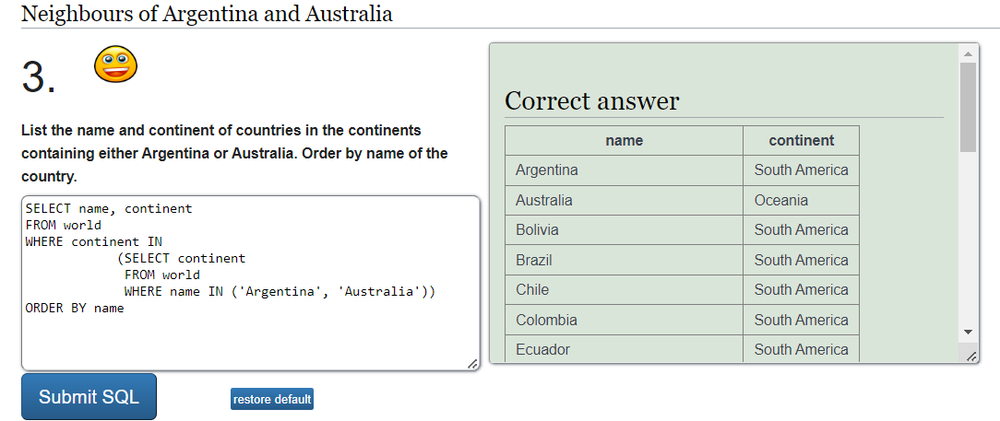 Neighbours of Argentina and Australia
3.
List the name and continent of countries in the continents
containing either Argentina or Australia. Order by name of the
country.
SELECT name, continent
FROM world
WHERE continent IN
(SELECT continent
FROM world
WHERE name IN ('Argentina', 'Australia'))
ORDER BY name
Submit SQL
restore default
Correct answer
name continent
Argentina South America
Australia Oceania
Bolivia South America
Brazil South America
Chile South America
Colombia South America
Ecuador South America